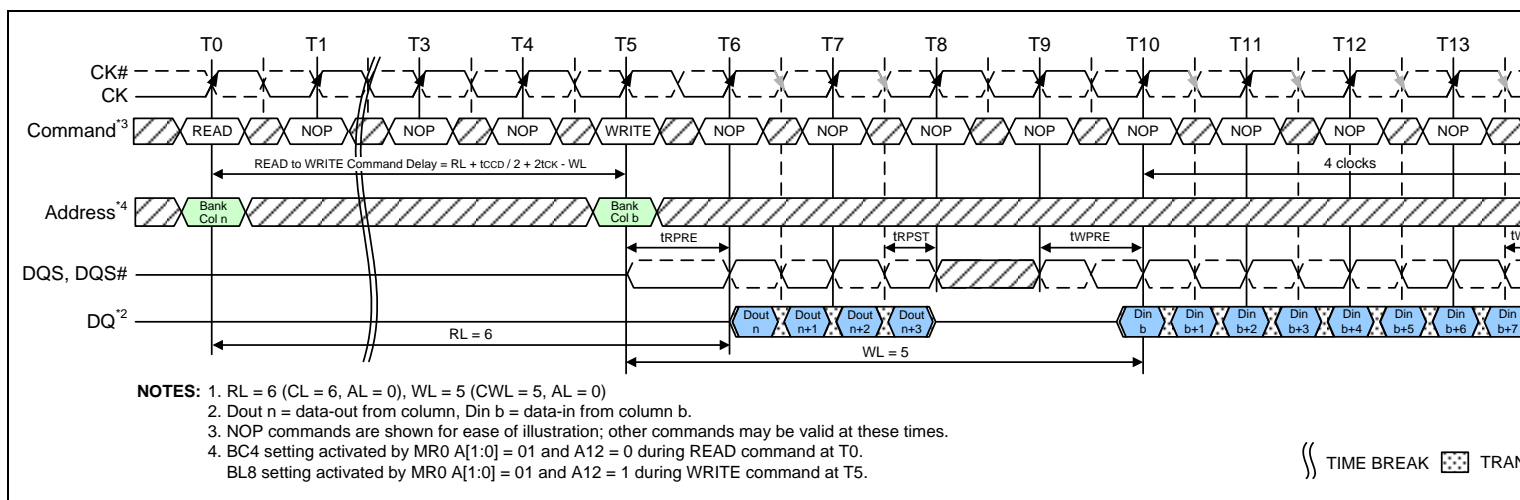 T0 T1 T3 T4 T5 T6 T7 T8 T9 T10 T11 T12 T13
CK#
CK
Command*3 READ NOP NOP NOP WRITE NOP NOP NOP NOP NOP NOP NOP NOP
READ to WRITE Command Delay = RL + tCCD / 2 + 2tCK - WL
4 clocks
Address*4 Bank Col n Bank Col b
tRPRE tRPST tWPRE
DQS, DQS#
DQ*2 Dout n Dout n+1 Dout n+2 Dout n+3 Din b Din b+1 Din b+2 Din b+3 Din b+4 Din b+5 Din b+6 Din b+7
RL = 6
WL = 5
NOTES: 1. RL = 6 (CL = 6, AL = 0), WL = 5 (CWL = 5, AL = 0)
2. Dout n = data-out from column, Din b = data-in from column b.
3. NOP commands are shown for ease of illustration; other commands may be valid at these times.
4. BC4 setting activated by MR0 A[1:0] = 01 and A12 = 0 during READ command at T0.
BL8 setting activated by MR0 A[1:0] = 01 and A12 = 1 during WRITE command at T5.
TIME BREAK TRAN